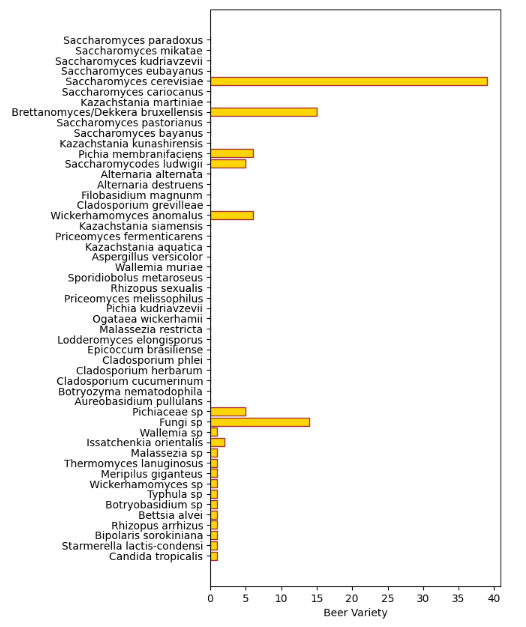 Saccharomyces paradoxus
Saccharomyces mikatae
Saccharomyces kudriavzevii
Saccharomyces eubayanus
Saccharomyces cerevisiae
Saccharomyces cariocanus
Kazachstania martiniae
Brettanomyces/Dekkera bruxellensis
Saccharomyces pastorianus
Saccharomyces bayanus
Kazachstania kunashirensis
Pichia membranifaciens
Saccharomycodes ludwigii
Alternaria alternata
Alternaria destruens
Filobasidium magnunm
Cladosporium grevilleae
Wickerhamomyces anomalus
Kazachstania siamensis
Priceomyces fermenticarens
Kazachstania aquatica
Aspergillus versicolor
Wallemia muriae
Sporidiobolus metaroseus
Rhizopus sexualis
Priceomyces melissophilus
Pichia kudriavzevii
Ogataea wickerhamii
Malassezia restricta
Lodderomyces elongisporus
Epicoccum brasiliense
Cladosporium phlei
Cladosporium herbarum
Cladosporium cucumerinum
Botryozyma nematodophila
Aureobasidium pullulans
Pichiaceae sp
Fungi sp
Wallemia sp
Issatchenkia orientalis
Malassezia sp
Thermomyces lanuginosus
Meripilus giganteus
Wickerhamomyces sp
Typhula sp
Botryobasidium sp
Bettsia alvei
Rhizopus arrhizus
Bipolaris sorokiniana
Starmerella lactis-condensi
Candida tropicalis
0 5 10 15 20 25 30 35 40
Beer Variety